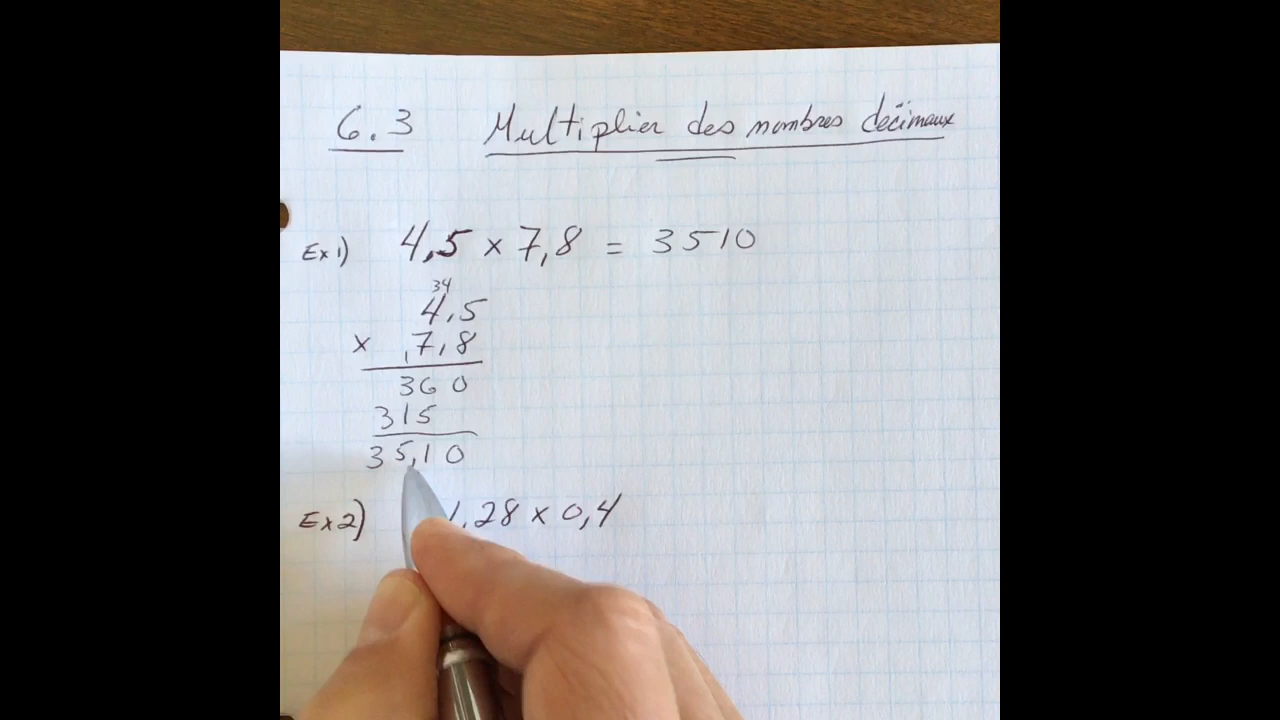 6.3 Multiplier des nombres décimaux
Ex1) 4,5 x 7,8 = 3510
34
4,5
x ,7,8
360
315
35,10
Ex2) 1,28 x 0,4